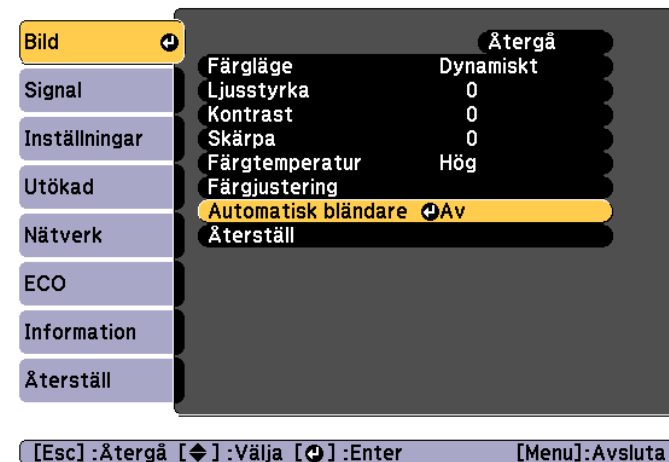 Bild
Signal
Inställningar
Utökad
Nätverk
ECO
Information
Återställ
Återgå
Färgläge Dynamiskt
Ljusstyrka 0
Kontrast 0
Skärpa 0
Färgtemperatur Hög
Färgjustering
Automatisk bländare Av
Återställ
[Esc] :Återgå [◆] :Välja [⏎] :Enter [Menu]:Avsluta